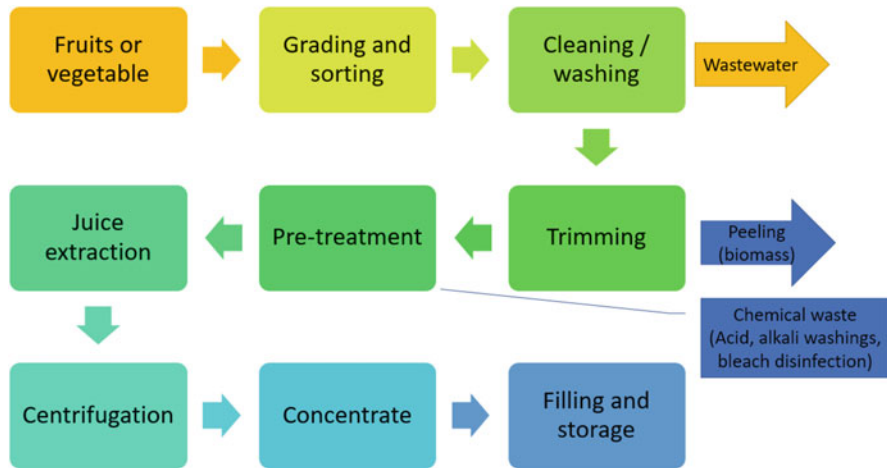 Fruits or
vegetable
Grading and
sorting
Cleaning /
washing
Wastewater
Juice
extraction
Pre-treatment
Trimming
Peeling
(biomass)
Chemical waste
(Acid, alkali washings,
bleach disinfection)
Centrifugation
Concentrate
Filling and
storage